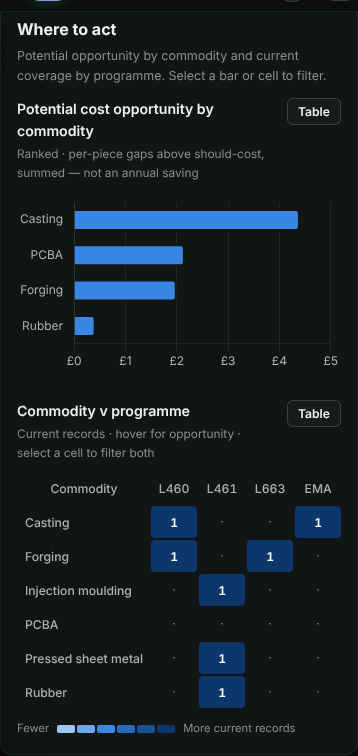 Where to act
Potential opportunity by commodity and current
coverage by programme. Select a bar or cell to filter.
Potential cost opportunity by
commodity
Table
Ranked · per-piece gaps above should-cost,
summed — not an annual saving
Casting
PCBA
Forging
Rubber
£0 £1 £2 £3 £4 £5
Commodity v programme
Table
Current records · hover for opportunity ·
select a cell to filter both
Commodity L460 L461 L663 EMA
Casting 1 · · 1
Forging 1 · 1 ·
Injection moulding · 1 · ·
PCBA · · · ·
Pressed sheet metal · 1 · ·
Rubber · 1 · ·
Fewer More current records